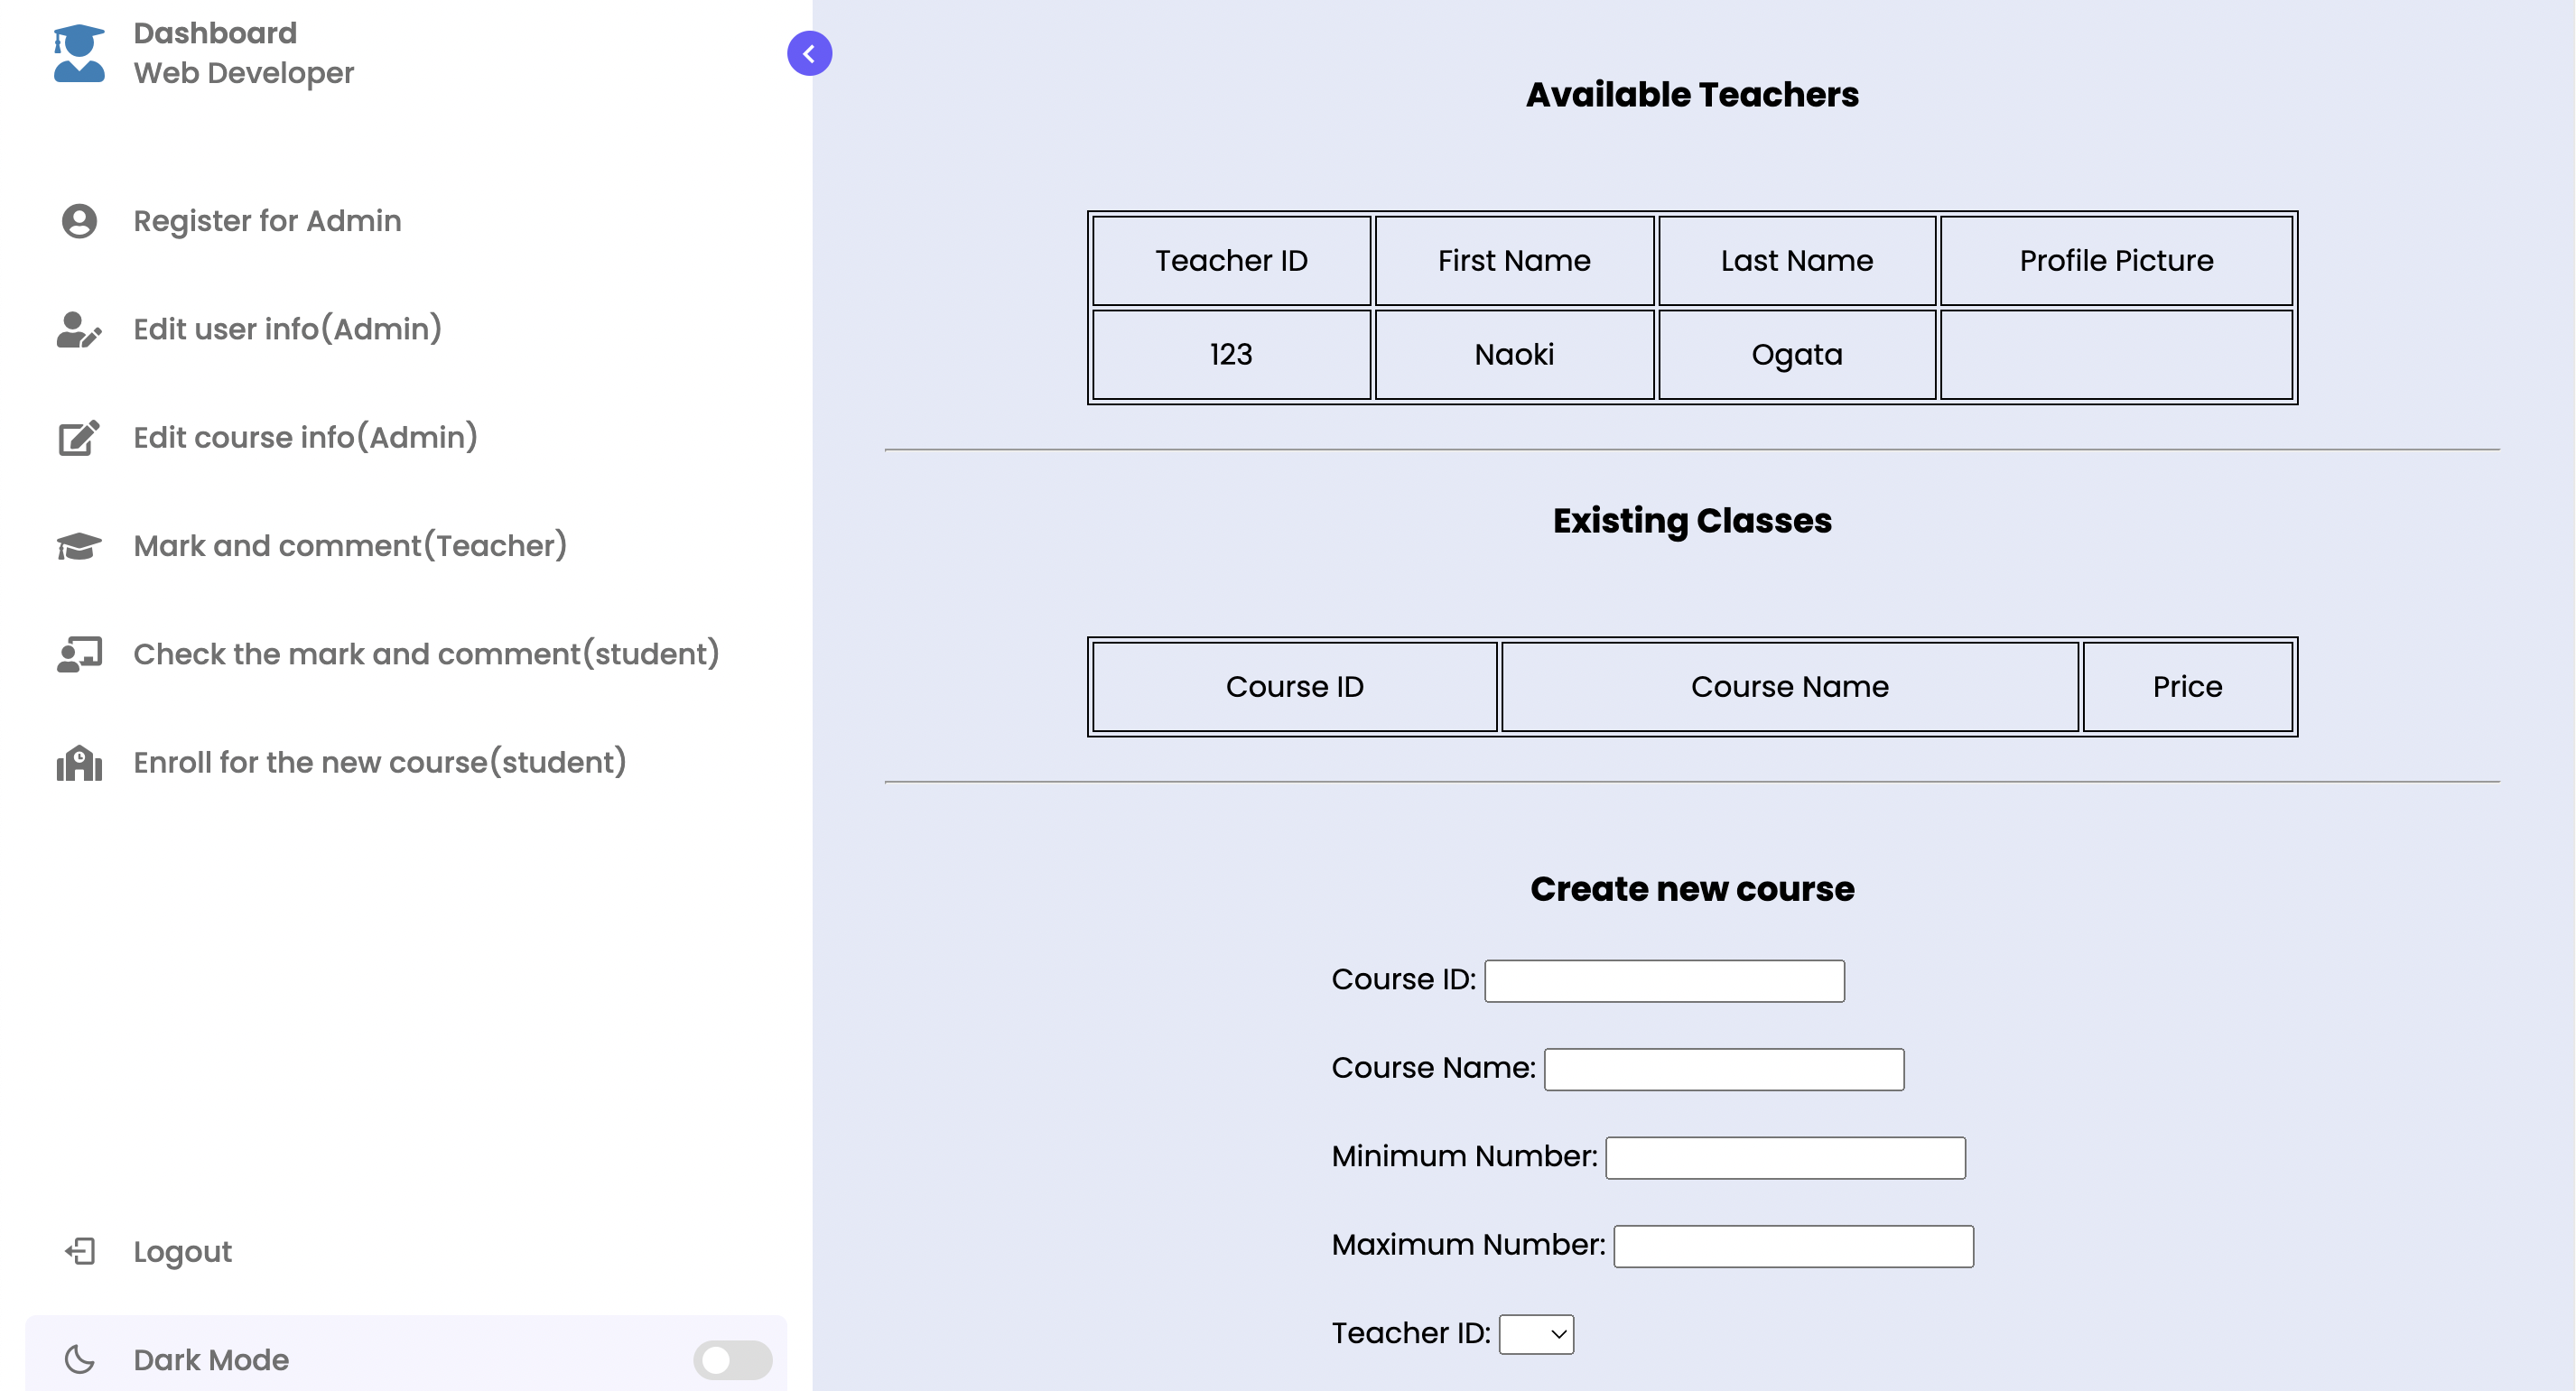 Dashboard
Web Developer
Register for Admin
Edit user info(Admin)
Edit course info(Admin)
Mark and comment(Teacher)
Check the mark and comment(student)
Enroll for the new course(student)
Logout
Dark Mode
Available Teachers
Teacher ID First Name Last Name Profile Picture
123 Naoki Ogata
Existing Classes
Course ID Course Name Price
Create new course
Course ID:
Course Name:
Minimum Number:
Maximum Number:
Teacher ID: